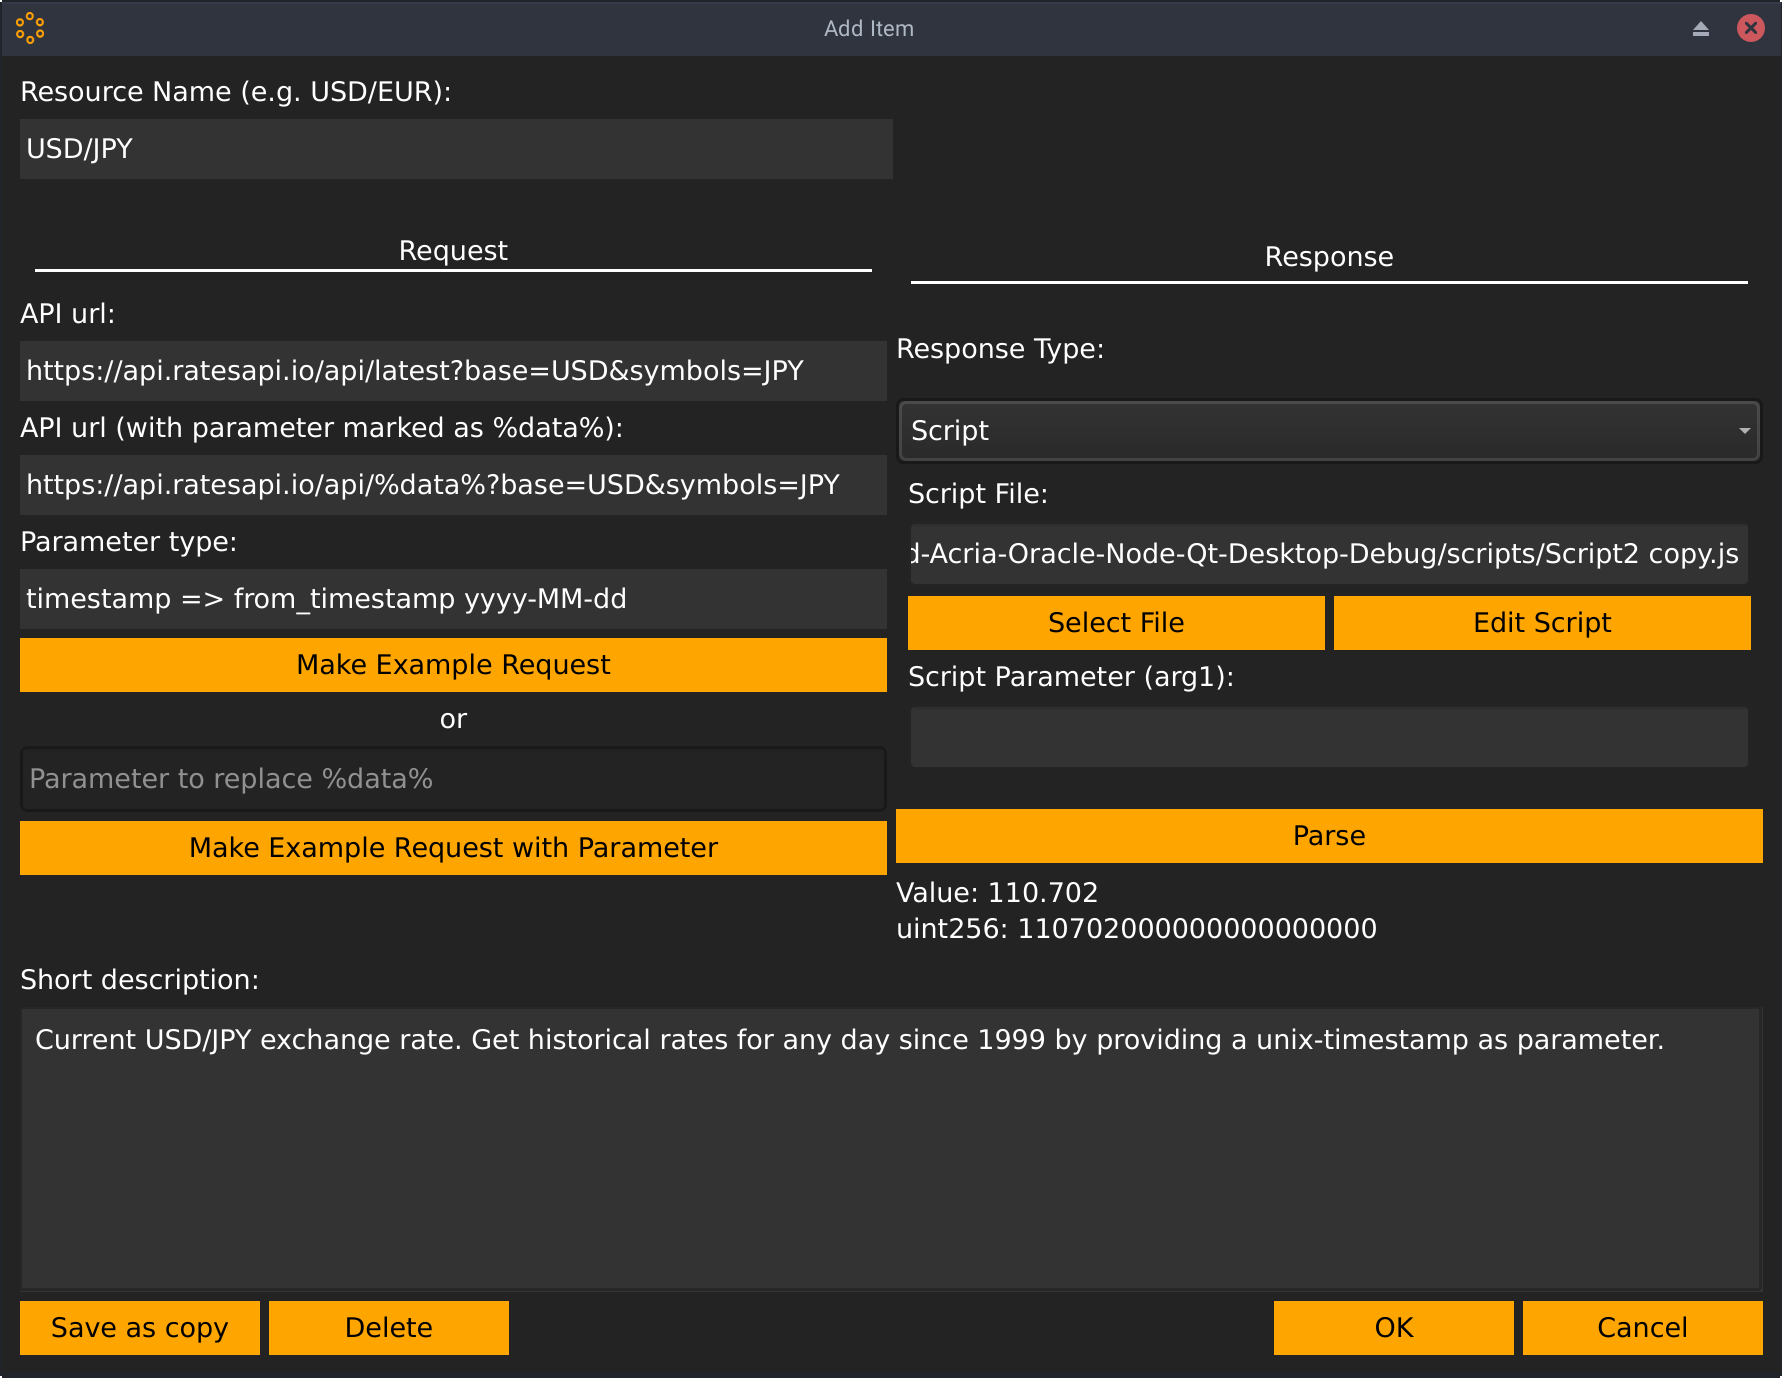 Add Item
Resource Name (e.g. USD/EUR):
USD/JPY
Request
API url:
https://api.ratesapi.io/api/latest?base=USD&symbols=JPY
API url (with parameter marked as %data%):
https://api.ratesapi.io/api/%data%?base=USD&symbols=JPY
Parameter type:
timestamp => from_timestamp yyyy-MM-dd
Make Example Request
or
Parameter to replace %data%
Make Example Request with Parameter
Response
Response Type:
Script
Script File:
d-Acria-Oracle-Node-Qt-Desktop-Debug/scripts/Script2 copy.js
Select File
Edit Script
Script Parameter (arg1):
Parse
Value: 110.702
uint256: 110702000000000000000
Short description:
Current USD/JPY exchange rate. Get historical rates for any day since 1999 by providing a unix-timestamp as parameter.
Save as copy
Delete
OK
Cancel